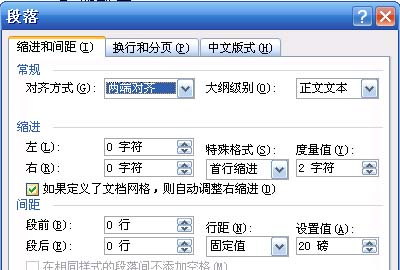 段落
缩进和间距(I) 换行和分页(P) 中文版式(H)
常规
对齐方式(G): 两端对齐 大纲级别(O): 正文文本
缩进
左(L): 0 字符 特殊格式(S): 度量值(Y):
右(R): 0 字符 首行缩进 2 字符
如果定义了文档网格，则自动调整右缩进(D)
间距
段前(B): 0 行 行距(N): 设置值(A):
段后(E): 0 行 固定值 20 磅
在相同样式的段落间不添加空格(M)